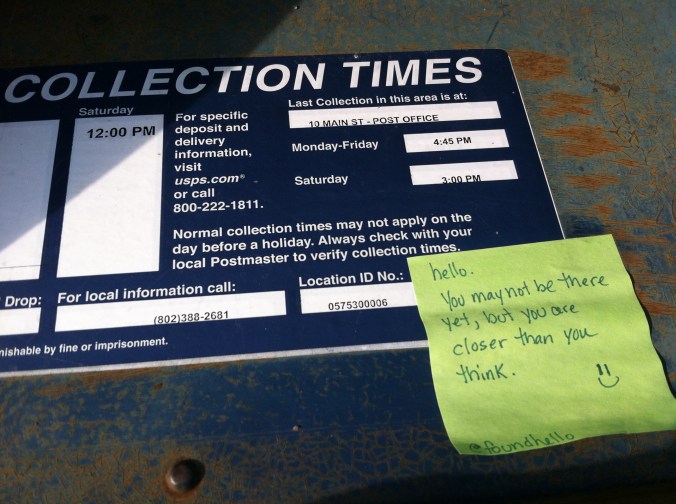 COLLECTION TIMES
Saturday
12:00 PM
For specific
deposit and
delivery
information,
visit
usps.com®
or call
800-222-1811.
Last Collection in this area is at:
10 MAIN ST - POST OFFICE
Monday-Friday
4:45 PM
Saturday
3:00 PM
Normal collection times may not apply on the
day before a holiday. Always check with your
local Postmaster to verify collection times.
Drop:
For local information call:
(802)388-2681
Location ID No.:
0575300006
nishable by fine or imprisonment.
hello.
You may not be there
yet, but you are
closer than you
think.
@foundhello